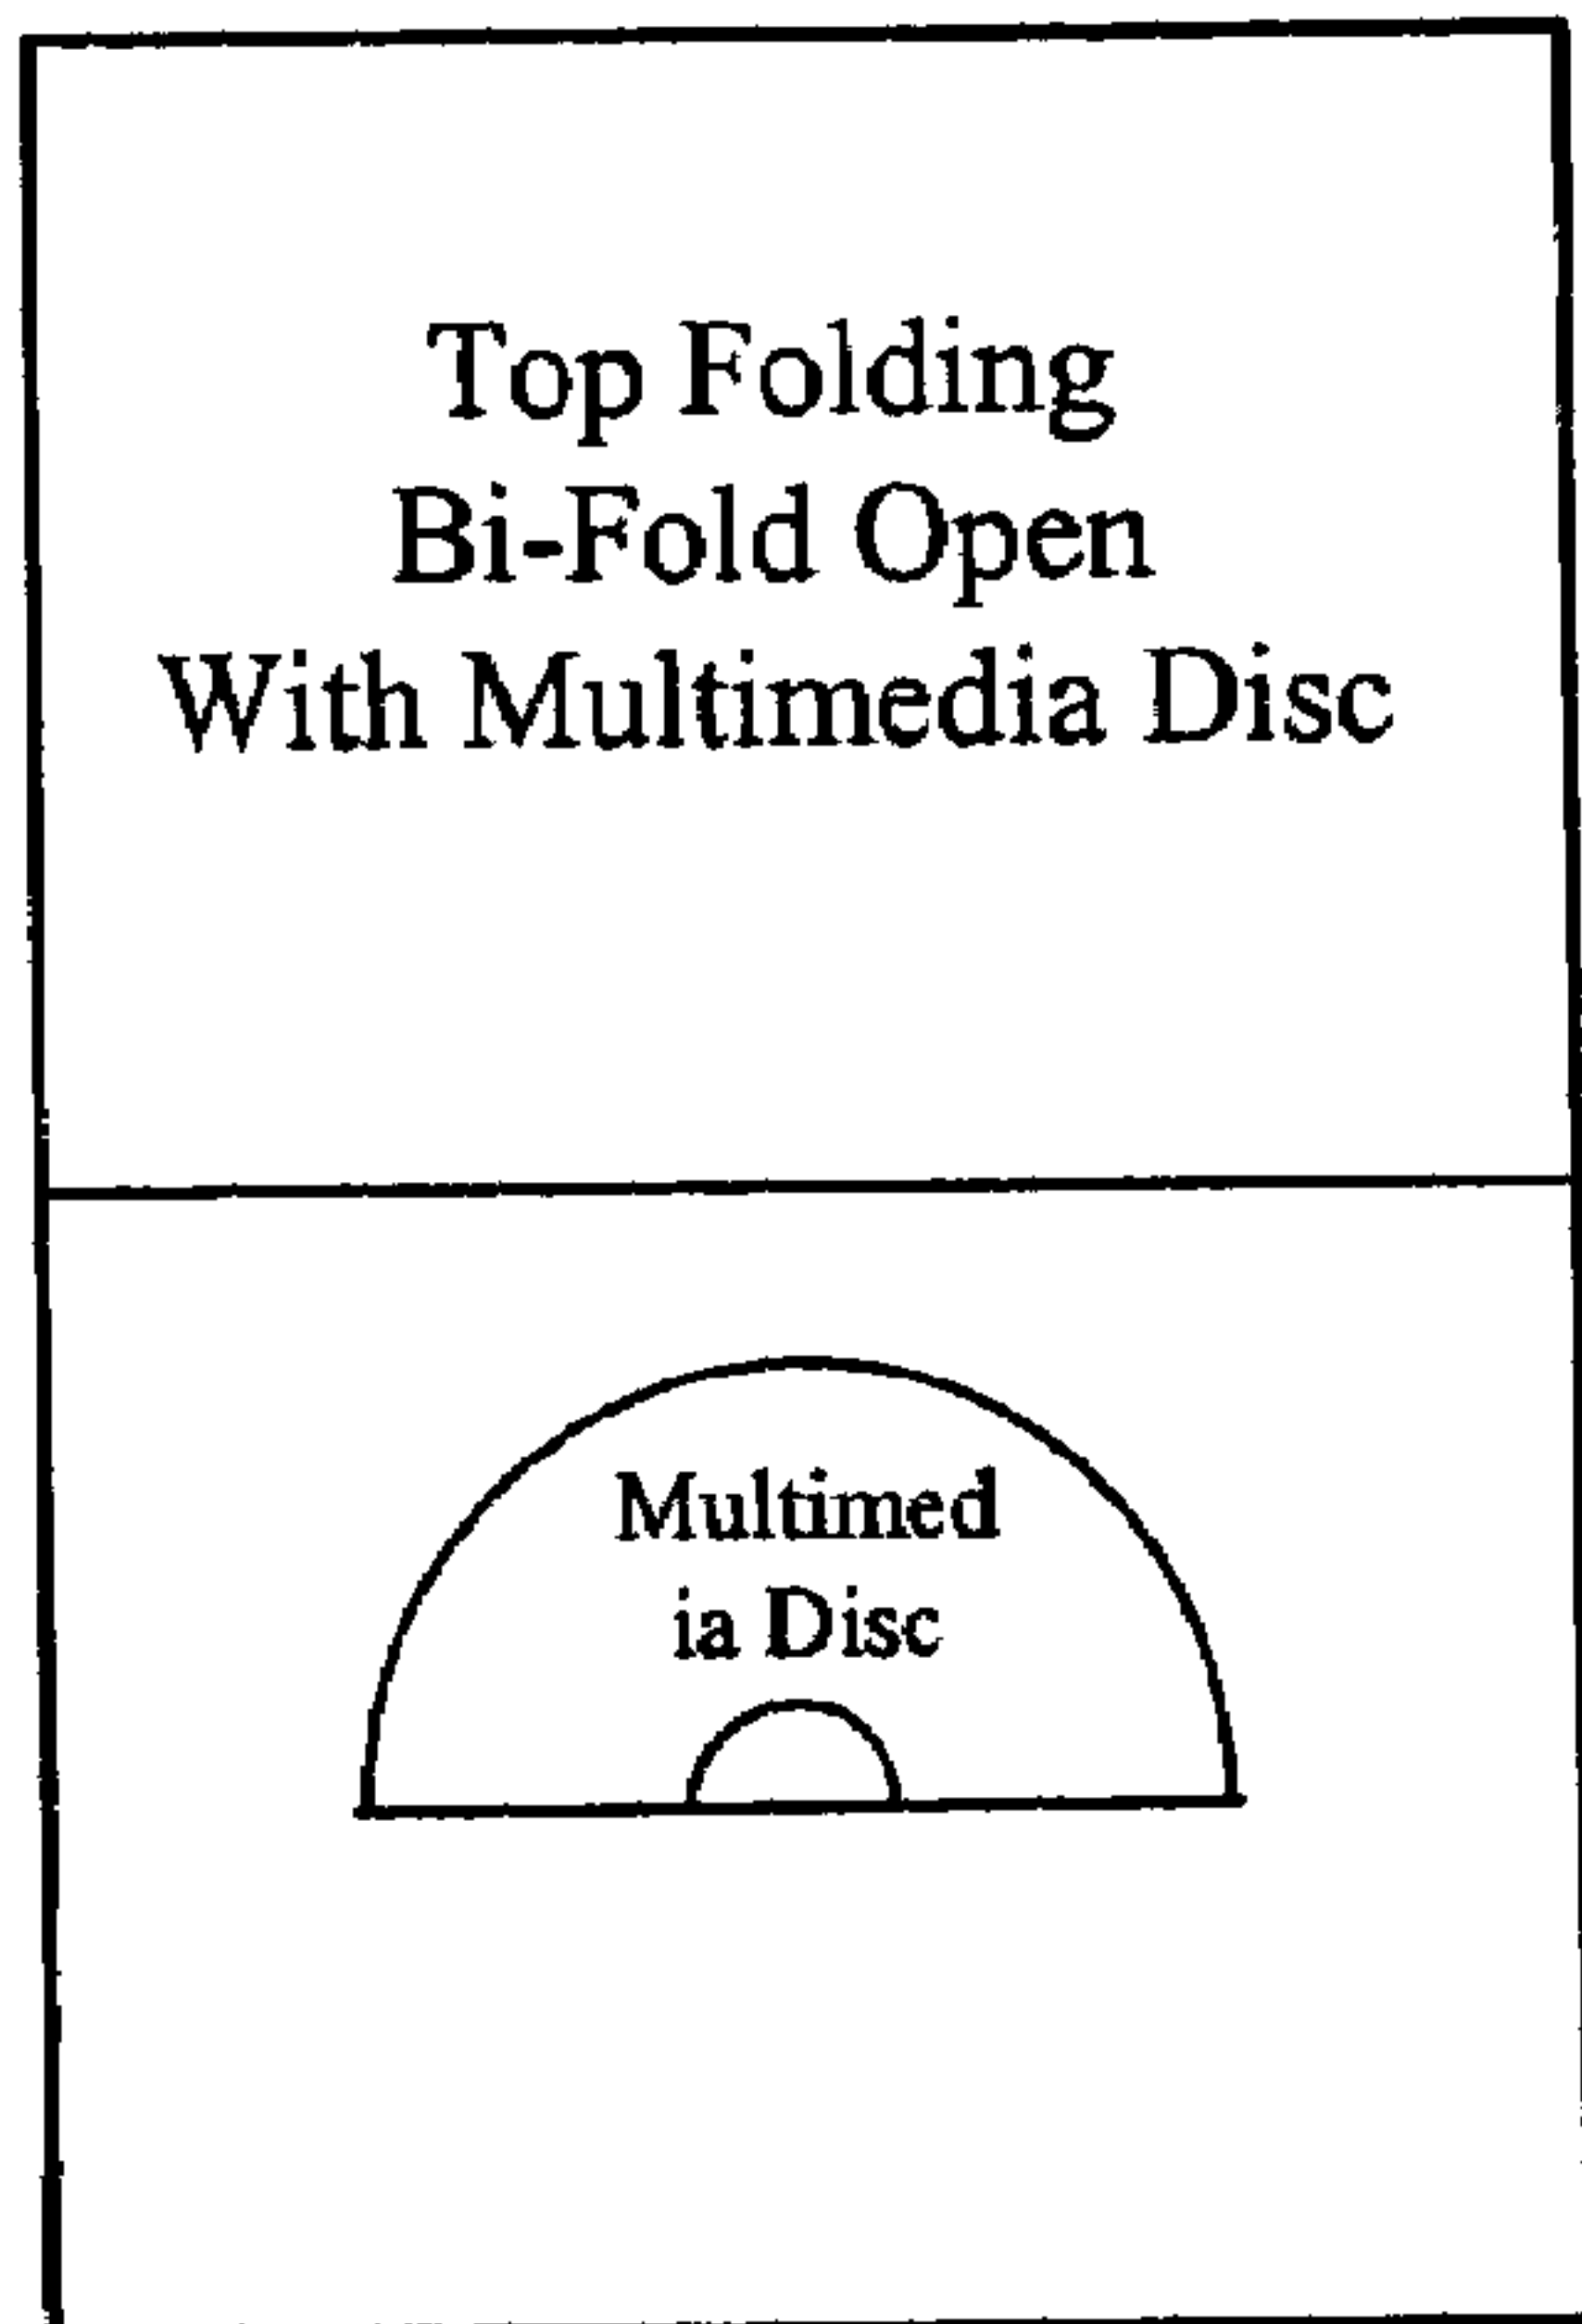 Top Folding
Bi-Fold Open
With Multimedia Disc
Multimed
ia Disc